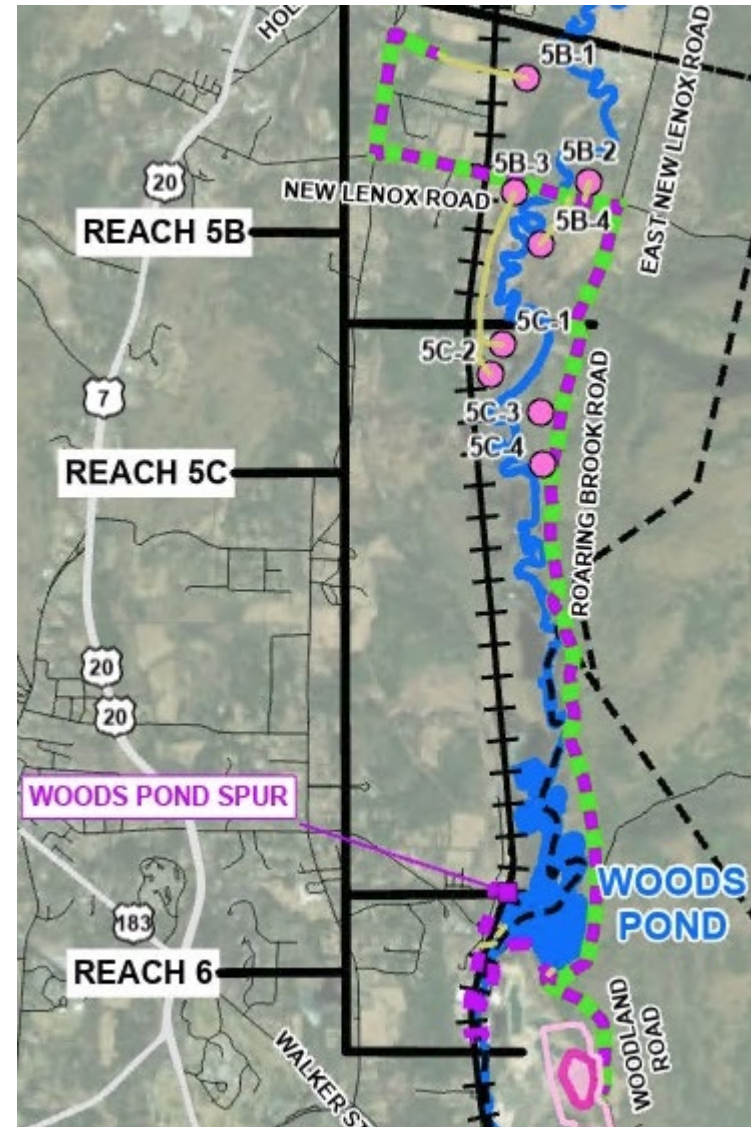 HOL
5B-1
EAST NEW LENOX ROAD
20
5B-3
5B-2
NEW LENOX ROAD
5B-4
REACH 5B
5C-1
5C-2
7
5C-3
5C-4
REACH 5C
ROARING BROOK ROAD
20
20
WOODS POND SPUR
WOODS
POND
183
REACH 6
WOODLAND
ROAD
WALKER ST